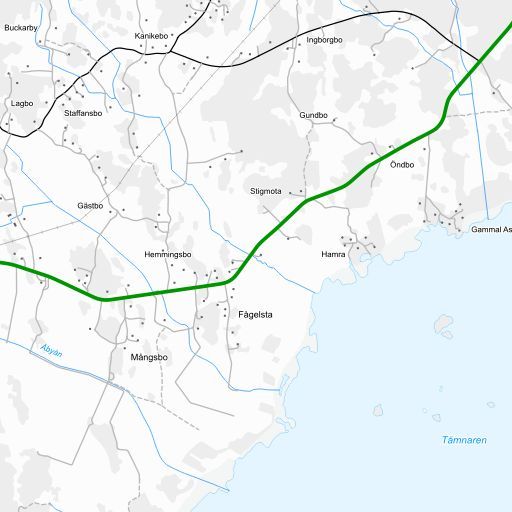 Buckarby
Kanikebo
Ingborgbo
Lagbo
Staffansbo
Gundbo
Öndbo
Stigmota
Gästbo
Gammal As
Hemmingsbo
Hamra
Fågelsta
Åbyån
Mångsbo
Tämnaren